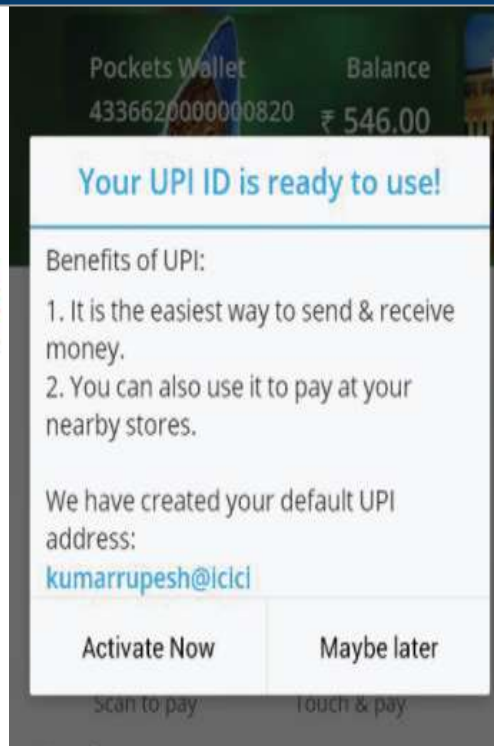 Pockets Wallet Balance
4336620000000820 ₹ 546.00
Your UPI ID is ready to use!
Benefits of UPI:
1. It is the easiest way to send & receive
money.
2. You can also use it to pay at your
nearby stores.
We have created your default UPI
address:
kumarrupesh@icici
Activate Now Maybe later
Scan to pay Touch & pay